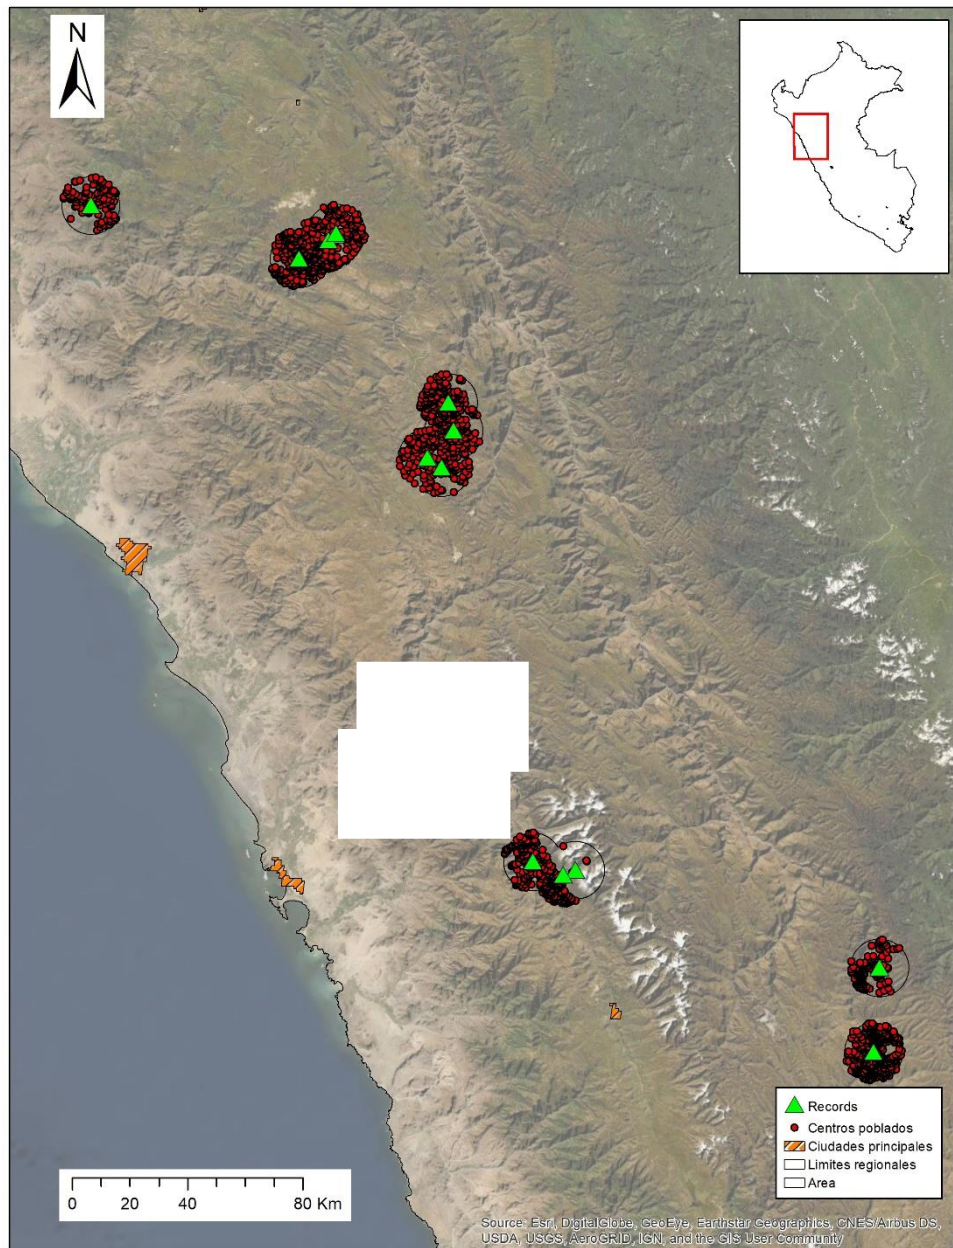 N
Records
Centros poblados
Ciudades principales
Limites regionales
Area
0 20 40 80 Km
Source: Esri, DigitalGlobe, GeoEye, Earthstar Geographics, CNES/Airbus DS,
USDA, USGS, AeroGRID, IGN, and the GIS User Community